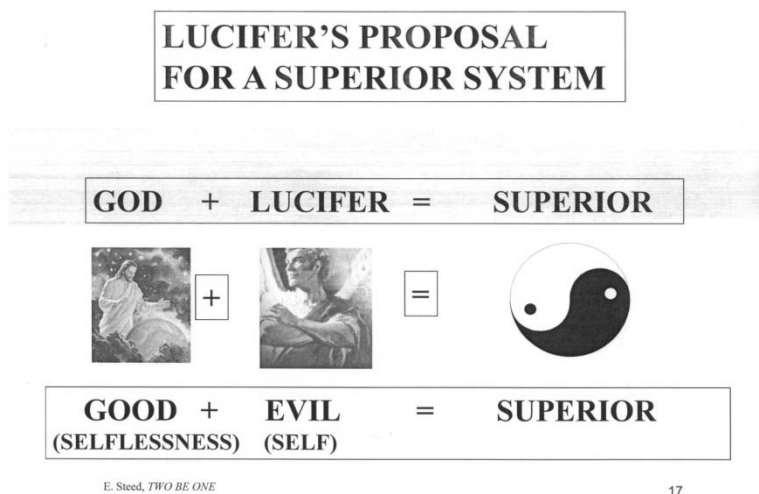 LUCIFER'S PROPOSAL
FOR A SUPERIOR SYSTEM
GOD + LUCIFER = SUPERIOR
+ =
GOOD + EVIL = SUPERIOR
(SELFLESSNESS) (SELF)
E. Steed, TWO BE ONE
17